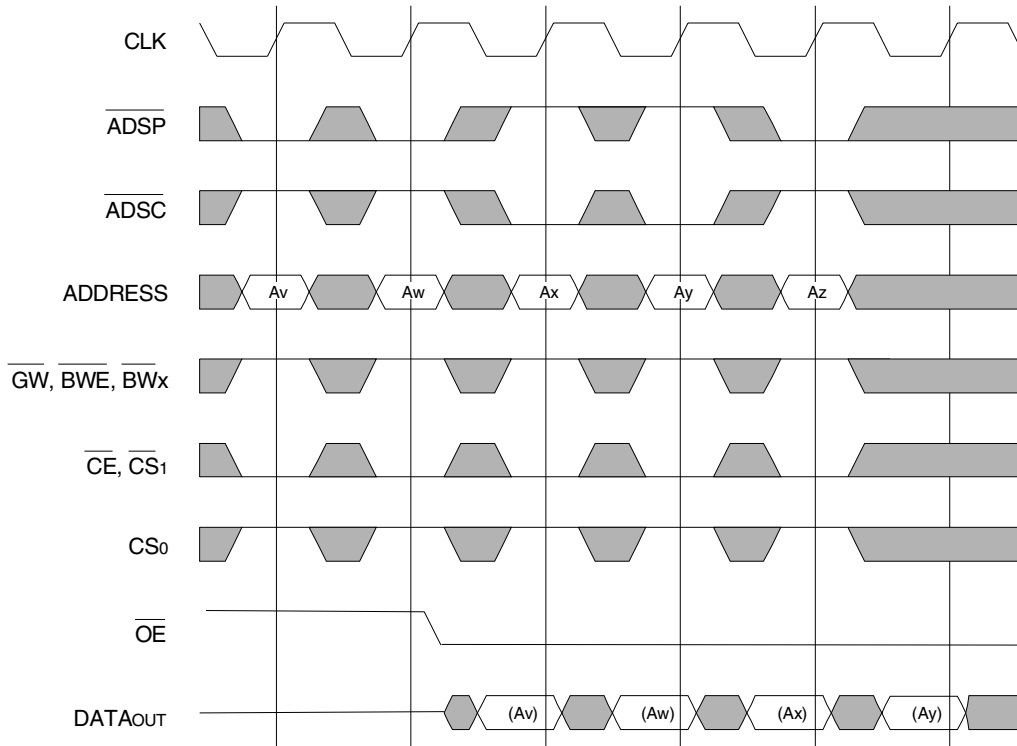 CLK
ADSP
ADSC
ADDRESS Av Aw Ax Ay Az
GW, BWE, BWx
CE, CS1
CS0
OE
DATAOUT (Av) (Aw) (Ax) (Ay)